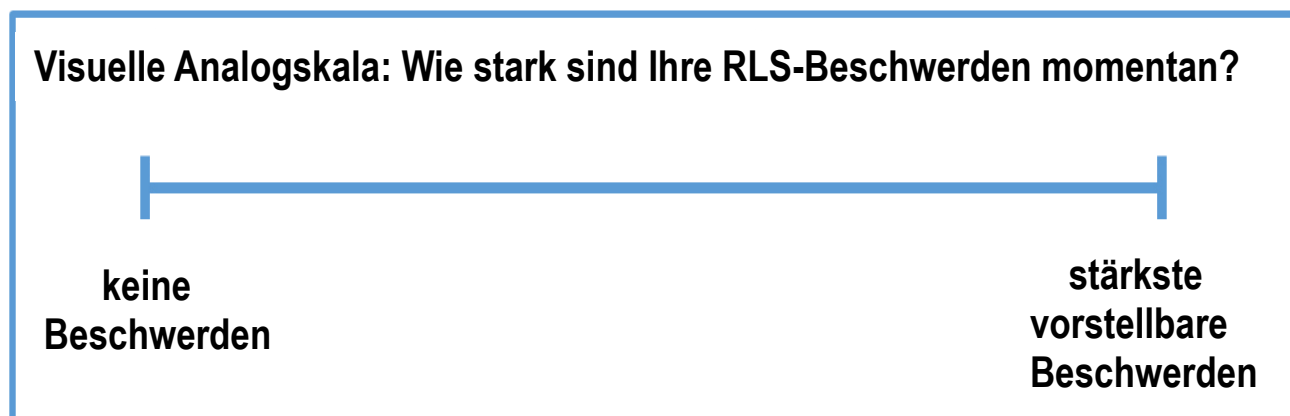 Visuelle Analogskala: Wie stark sind Ihre RLS-Beschwerden momentan?
keine
Beschwerden
stärkste
vorstellbare
Beschwerden